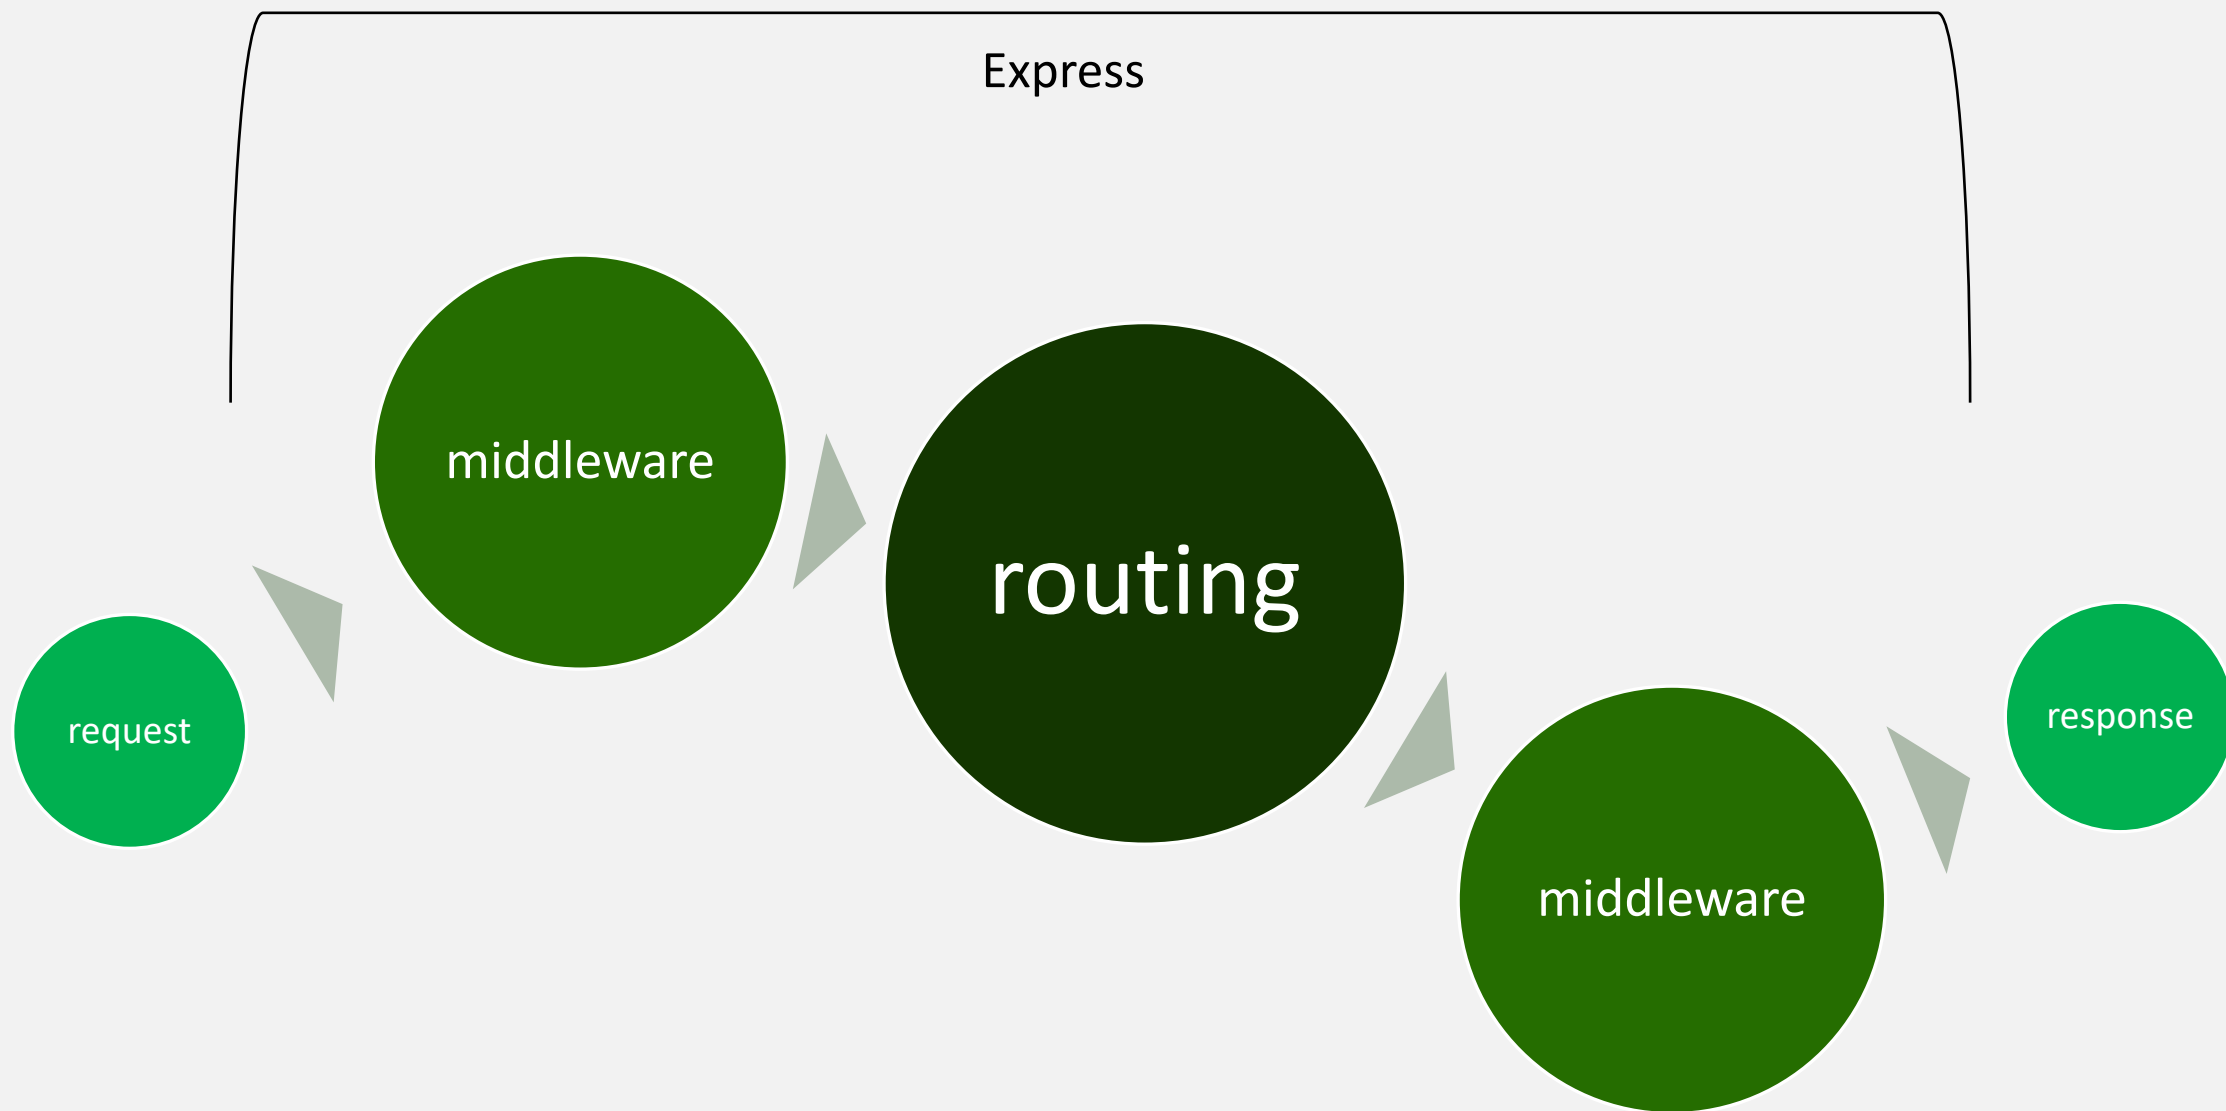 Express
request
middleware
routing
middleware
response